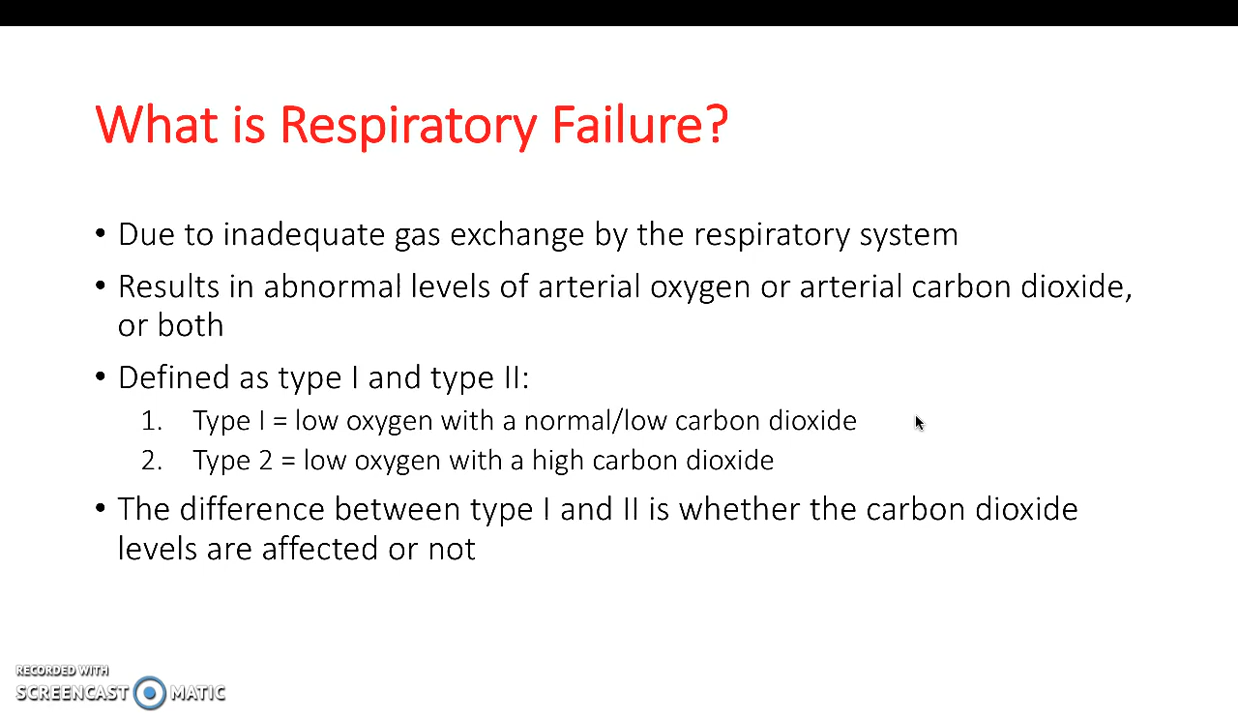 What is Respiratory Failure?
• Due to inadequate gas exchange by the respiratory system
• Results in abnormal levels of arterial oxygen or arterial carbon dioxide,
or both
• Defined as type I and type II:
1. Type I = low oxygen with a normal/low carbon dioxide
2. Type 2 = low oxygen with a high carbon dioxide
• The difference between type I and II is whether the carbon dioxide
levels are affected or not
RECORDED WITH
SCREENCAST MATIC